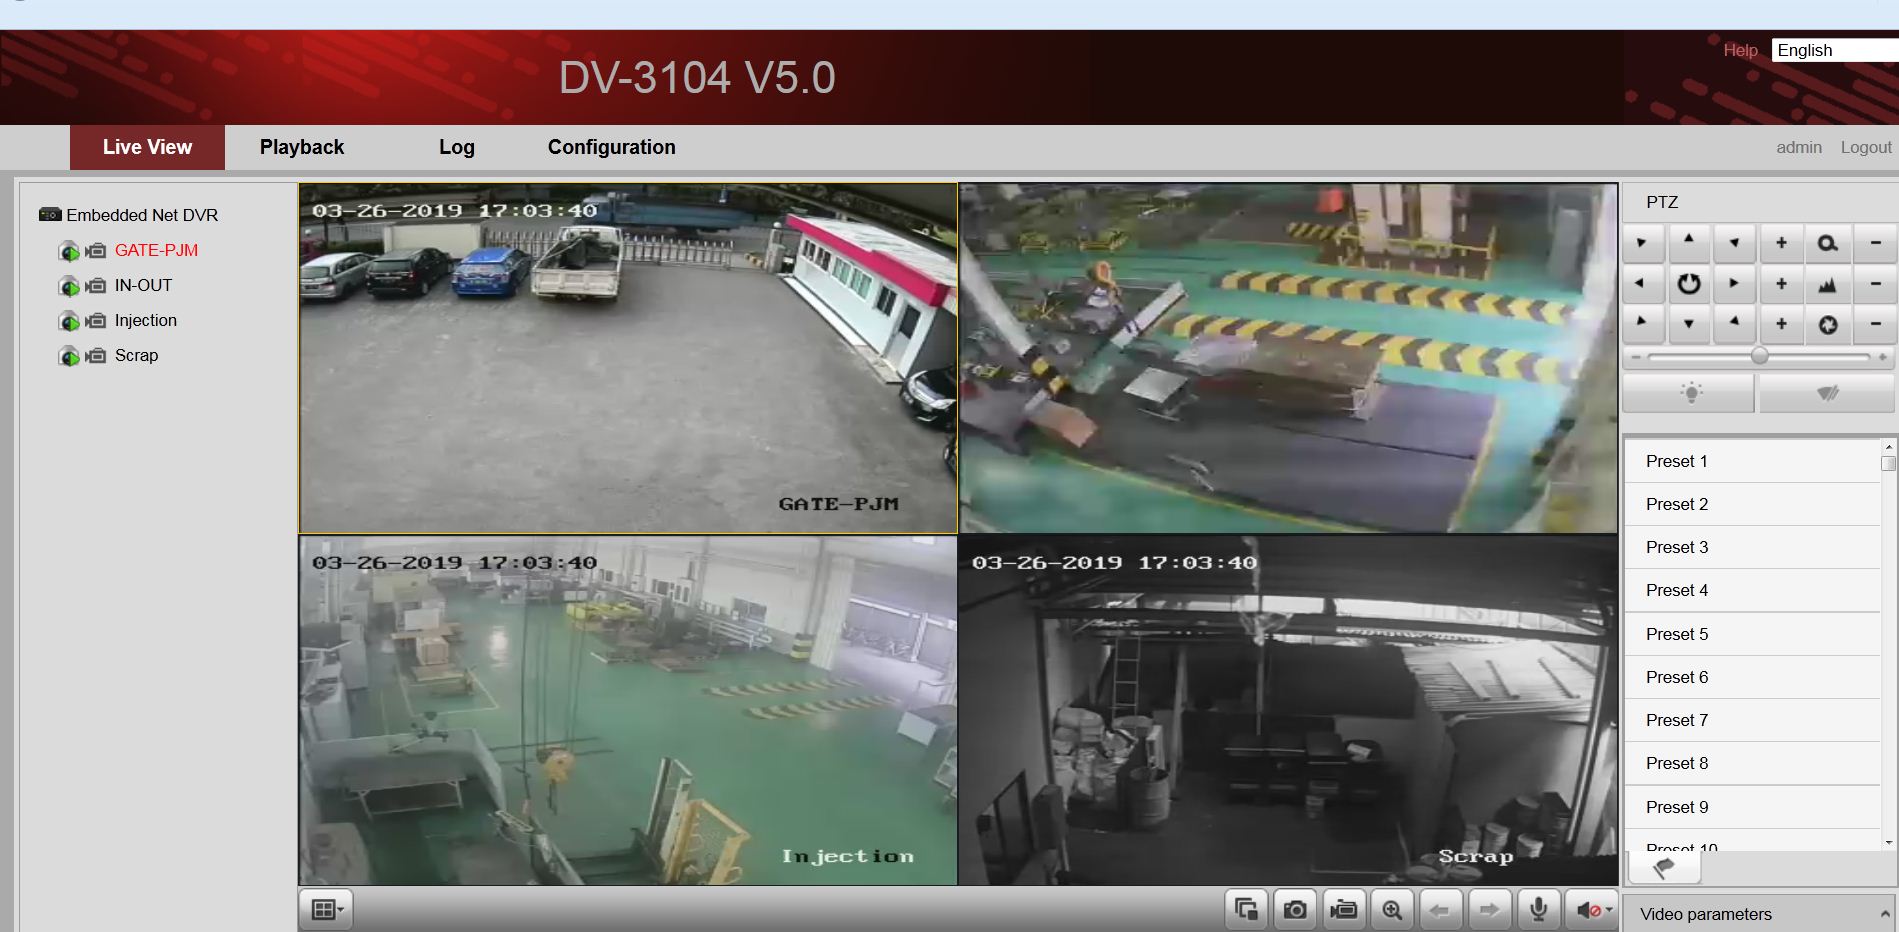 DV-3104 V5.0
Help English
Live View Playback Log Configuration admin Logout
Embedded Net DVR
GATE-PJM
IN-OUT
Injection
Scrap
03-26-2019 17:03:40
GATE-PJM
03-26-2019 17:03:40
Injection
03-26-2019 17:03:40
Scrap
PTZ
Preset 1
Preset 2
Preset 3
Preset 4
Preset 5
Preset 6
Preset 7
Preset 8
Preset 9
Preset 10
Video parameters